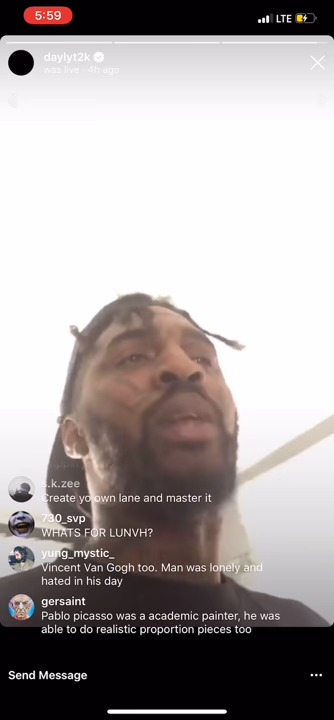 5:59
LTE
daylyt2k
was live · 4h ago
s.k.zee
Create yo own lane and master it
730_svp
WHATS FOR LUNVH?
yung_mystic_
Vincent Van Gogh too. Man was lonely and
hated in his day
gersaint
Pablo picasso was a academic painter, he was
able to do realistic proportion pieces too
Send Message